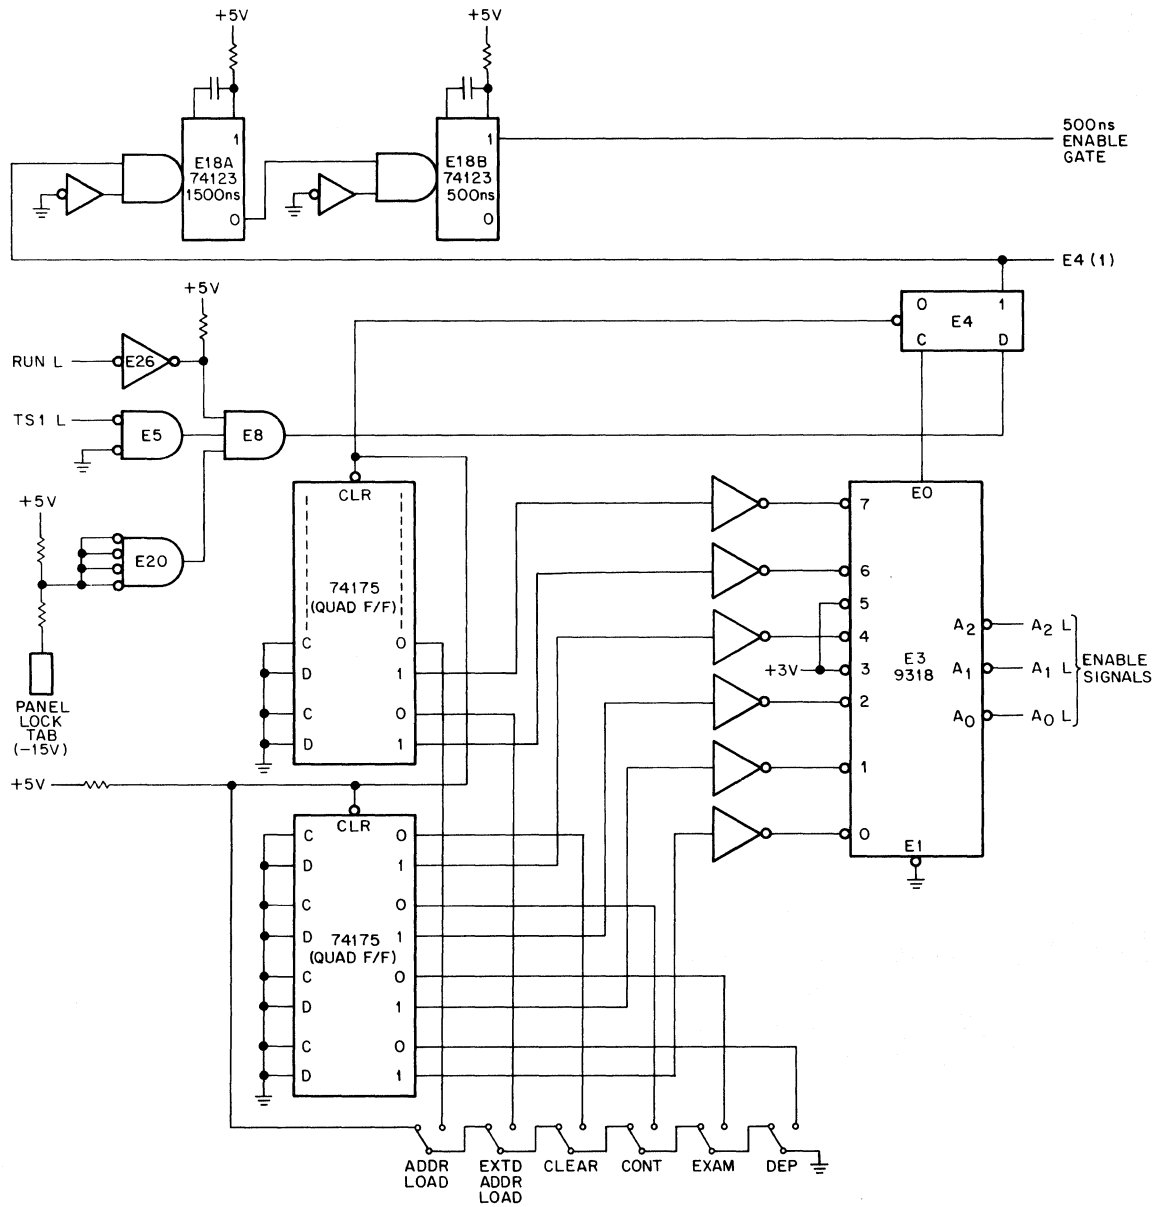 +5V
+5V
1
E18A
74123
1500ns
0
1
E18B
74123
500ns
0
500ns
ENABLE
GATE
E4 (1)
+5V
0
1
E4
C
D
RUN L
E26
TS1 L
E5
E8
+5V
E20
PANEL
LOCK
TAB
(-15V)
CLR
74175
(QUAD F/F)
C
0
D
1
C
0
D
1
EO
7
6
5
4
+3V
3
2
1
0
E3
9318
A2
A1
A0
E1
A2 L
A1 L
A0 L
ENABLE
SIGNALS
+5V
CLR
C
0
D
1
C
0
D
1
74175
(QUAD F/F)
C
0
D
1
C
0
D
1
ADDR
LOAD
EXTD
ADDR
LOAD
CLEAR
CONT
EXAM
DEP